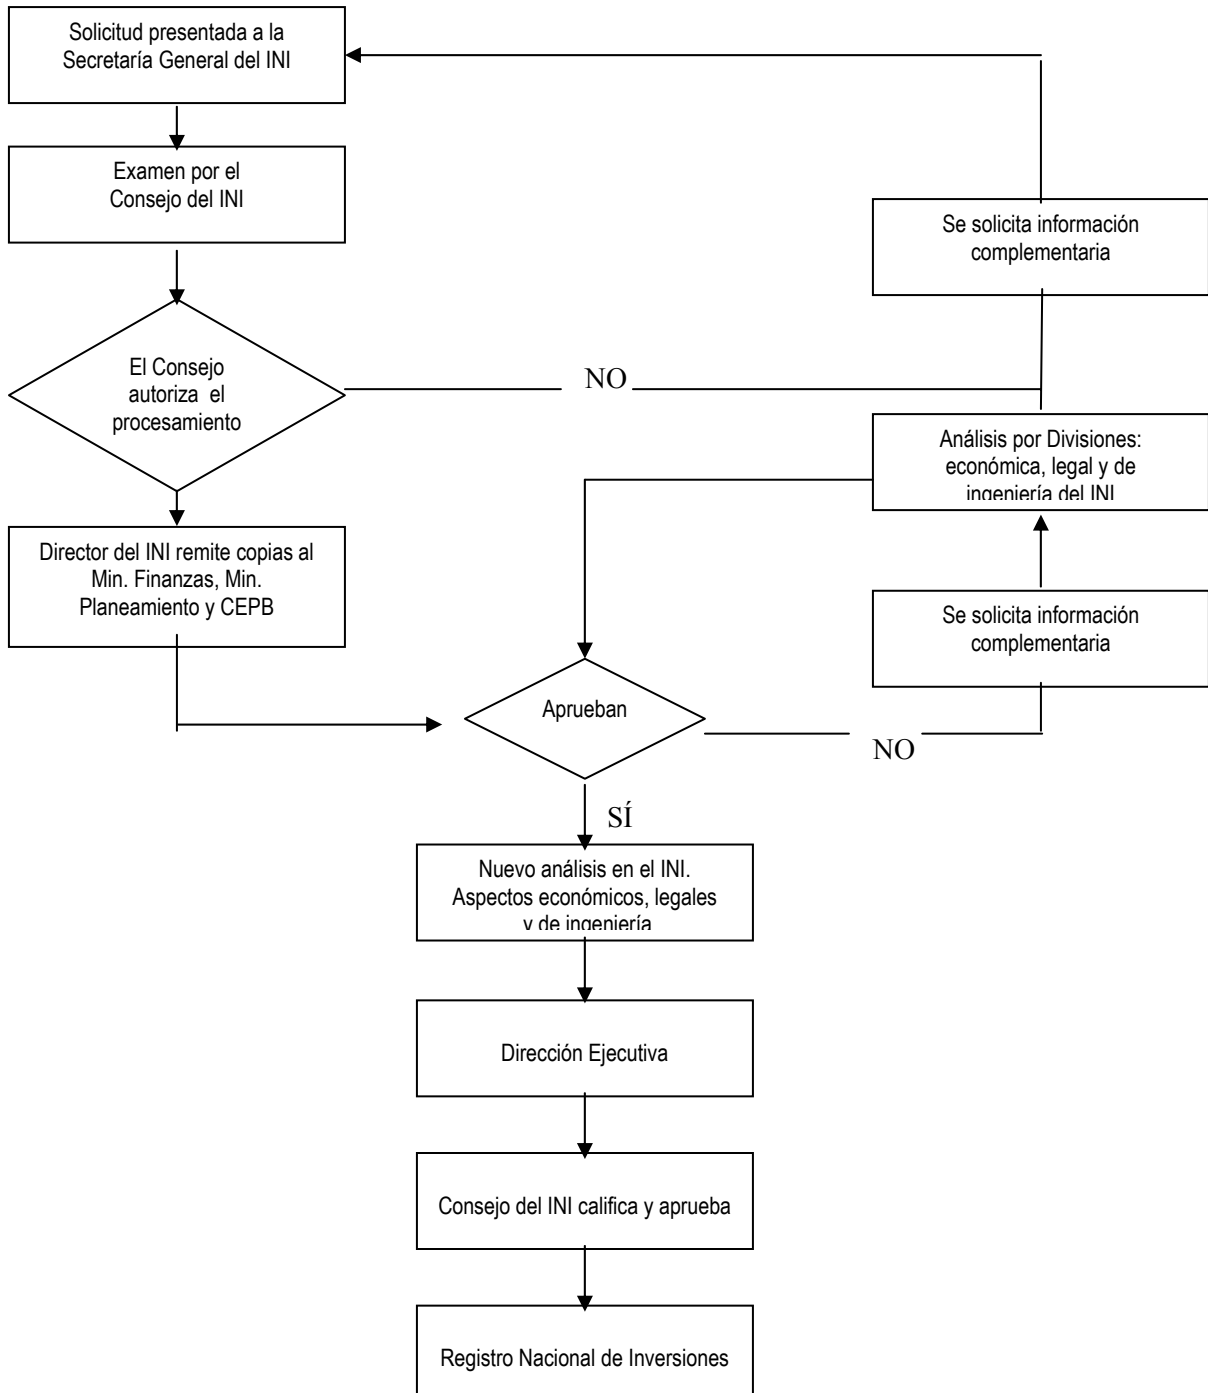 Solicitud presentada a la
Secretaría General del INI
Examen por el
Consejo del INI
Se solicita información
complementaria
El Consejo
autoriza el
procesamiento
NO
Análisis por Divisiones:
económica, legal y de
ingeniería del INI
Director del INI remite copias al
Min. Finanzas, Min.
Planeamiento y CEPB
Se solicita información
complementaria
Aprueban
NO
SÍ
Nuevo análisis en el INI.
Aspectos económicos, legales
y de ingeniería
Dirección Ejecutiva
Consejo del INI califica y aprueba
Registro Nacional de Inversiones